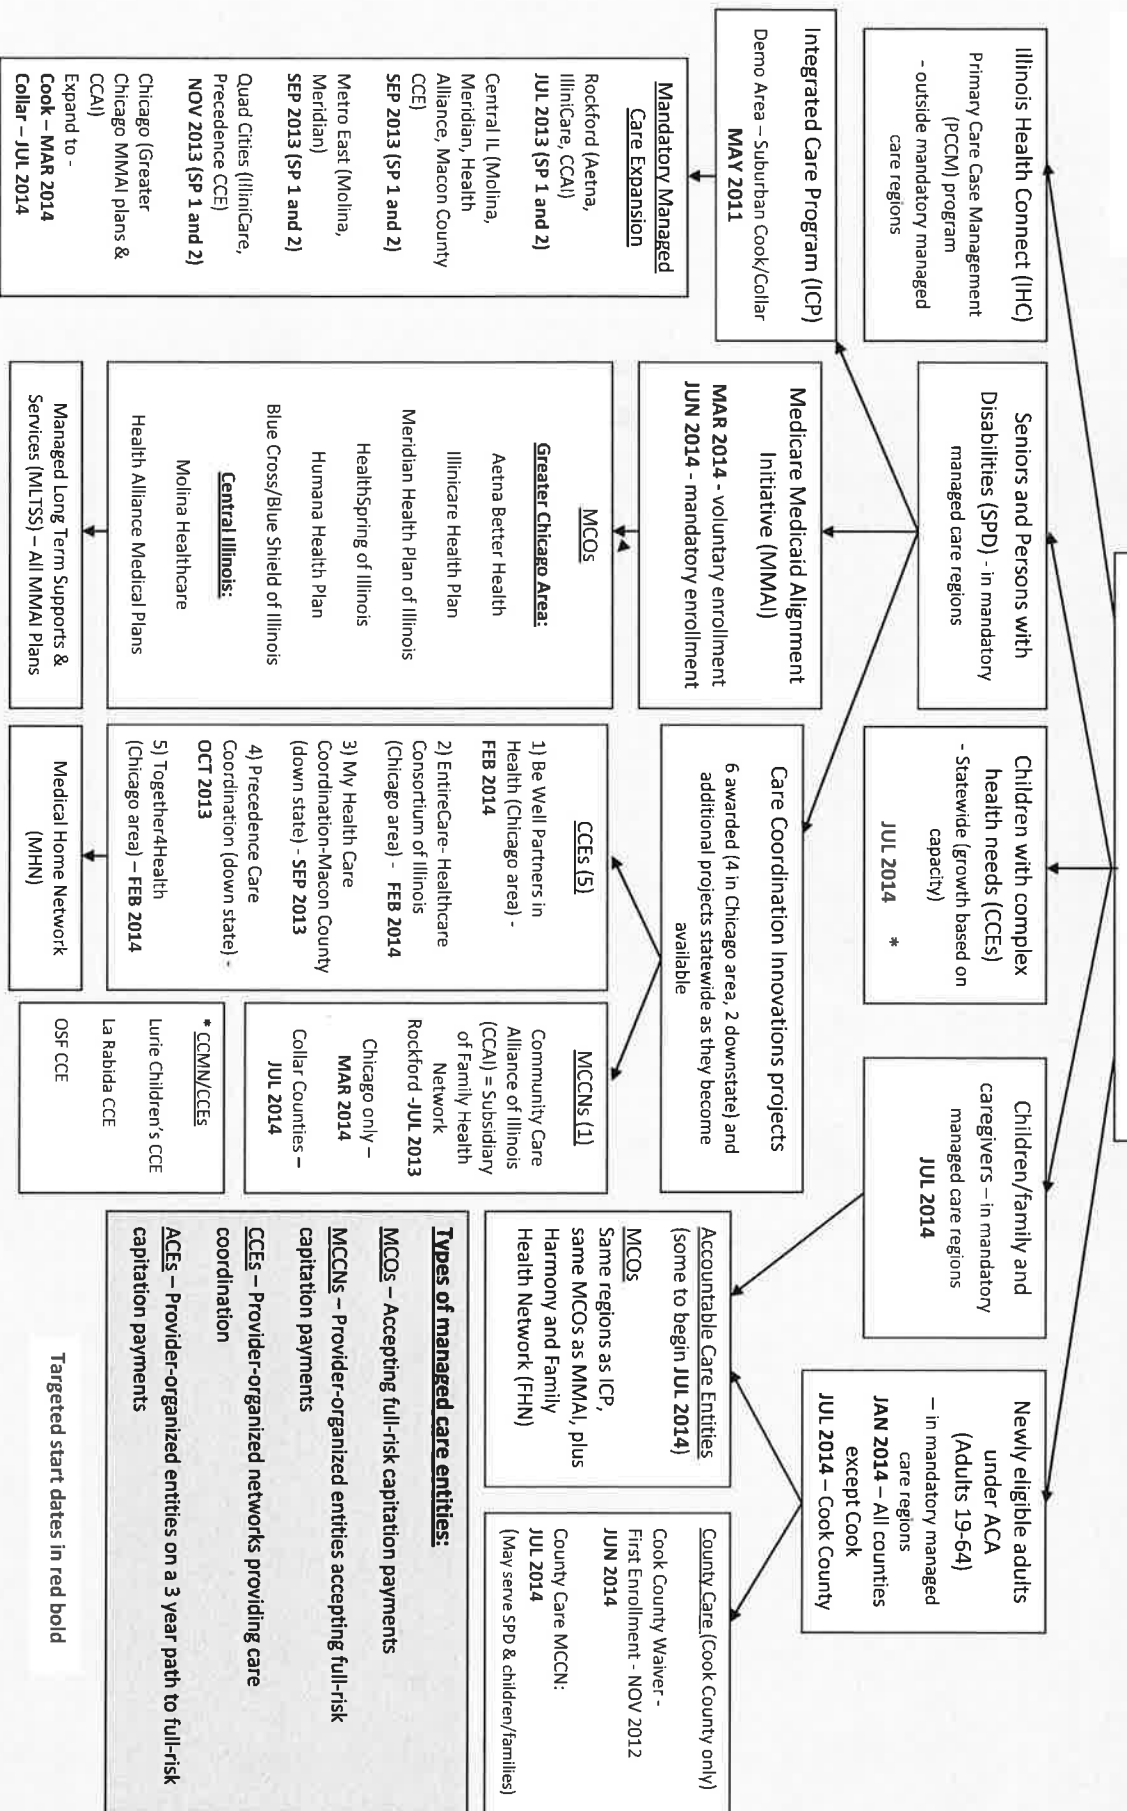 Illinois Health Connect (IHC)
Primary Care Case Management
(PCCM) program
- outside mandatory managed
care regions
Seniors and Persons with
Disabilities (SPD) - in mandatory
managed care regions
Children with complex
health needs (CCEs)
- Statewide (growth based on
capacity)
JUL 2014 *
Children/family and
caregivers – in mandatory
managed care regions
JUL 2014
Newly eligible adults
under ACA
(Adults 19-64)
– in mandatory managed
care regions
JAN 2014 – All counties
except Cook
JUL 2014 – Cook County
Integrated Care Program (ICP)
Demo Area – Suburban Cook/Collar
MAY 2011
Medicare Medicaid Alignment
Initiative (MMAI)
MAR 2014 - voluntary enrollment
JUN 2014 - mandatory enrollment
Care Coordination Innovations projects
6 awarded (4 in Chicago area, 2 downstate) and
additional projects statewide as they become
available
Accountable Care Entities
(some to begin JUL 2014)
MCOs
Same regions as ICP,
same MCOs as MMAI, plus
Harmony and Family
Health Network (FHN)
County Care (Cook County only)
Cook County Waiver -
First Enrollment - NOV 2012
JUN 2014
County Care MCCN:
JUL 2014
(May serve SPD & children/families)
Mandatory Managed
Care Expansion
Rockford (Aetna,
IlliniCare, CCAI)
JUL 2013 (SP 1 and 2)
Central IL (Molina,
Meridian, Health
Alliance, Macon County
CCE)
SEP 2013 (SP 1 and 2)
Metro East (Molina,
Meridian)
SEP 2013 (SP 1 and 2)
Quad Cities (IlliniCare,
Precedence CCE)
NOV 2013 (SP 1 and 2)
Chicago (Greater
Chicago MMAI plans &
CCAI)
Expand to -
Cook – MAR 2014
Collar – JUL 2014
MCOs
Greater Chicago Area:
Aetna Better Health
Illinicare Health Plan
Meridian Health Plan of Illinois
HealthSpring of Illinois
Humana Health Plan
Blue Cross/Blue Shield of Illinois
Central Illinois:
Molina Healthcare
Health Alliance Medical Plans
Managed Long Term Supports &
Services (MLTSS) – All MMAI Plans
CCEs (5)
1) Be Well Partners in
Health (Chicago area) -
FEB 2014
2) EntireCare- Healthcare
Consortium of Illinois
(Chicago area) - FEB 2014
3) My Health Care
Coordination-Macon County
(down state) - SEP 2013
4) Precedence Care
Coordination (down state) -
OCT 2013
5) Together4Health
(Chicago area) – FEB 2014
Medical Home Network
(MHN)
MCCNs (1)
Community Care
Alliance of Illinois
(CCAI) = Subsidiary
of Family Health
Network
Rockford -JUL 2013
Chicago only –
MAR 2014
Collar Counties –
JUL 2014
* CCMN/CCEs
Lurie Children's CCE
La Rabida CCE
OSF CCE
Types of managed care entities:
MCOs – Accepting full-risk capitation payments
MCCNs – Provider-organized entities accepting full-risk
capitation payments
CCEs – Provider-organized networks providing care
coordination
ACEs – Provider-organized entities on a 3 year path to full-risk
capitation payments
Targeted start dates in red bold